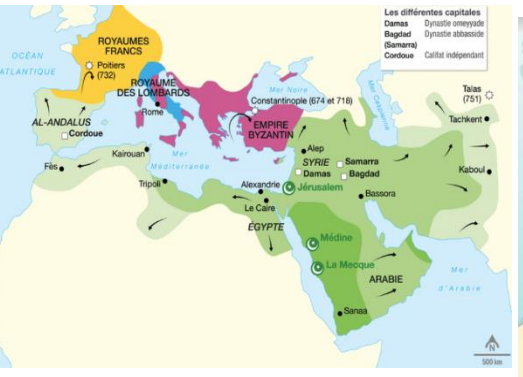 Les différentes capitales
Damas Dynastie omeyyade
Bagdad Dynastie abbasside
(Samarra)
Cordoue Califat indépendant
ROYAUMES
FRANCS
Poitiers
(732)
OCÉAN
ATLANTIQUE
ROYAUME
DES LOMBARDS
Rome
Mer Noire
Constantinople (674 et 718)
EMPIRE
BYZANTIN
Mer Caspienne
Talas
(751)
Tachkent
AL-ANDALUS
Cordoue
Kairouan
Fès
Mer
Méditerranée
Tripoli
Alexandrie
Le Caire
ÉGYPTE
Alep
SYRIE
Damas
Samarra
Bagdad
Jérusalem
Bassora
Kaboul
Médine
La Mecque
ARABIE
Sanaa
Mer
d'Arabie
N
500 km